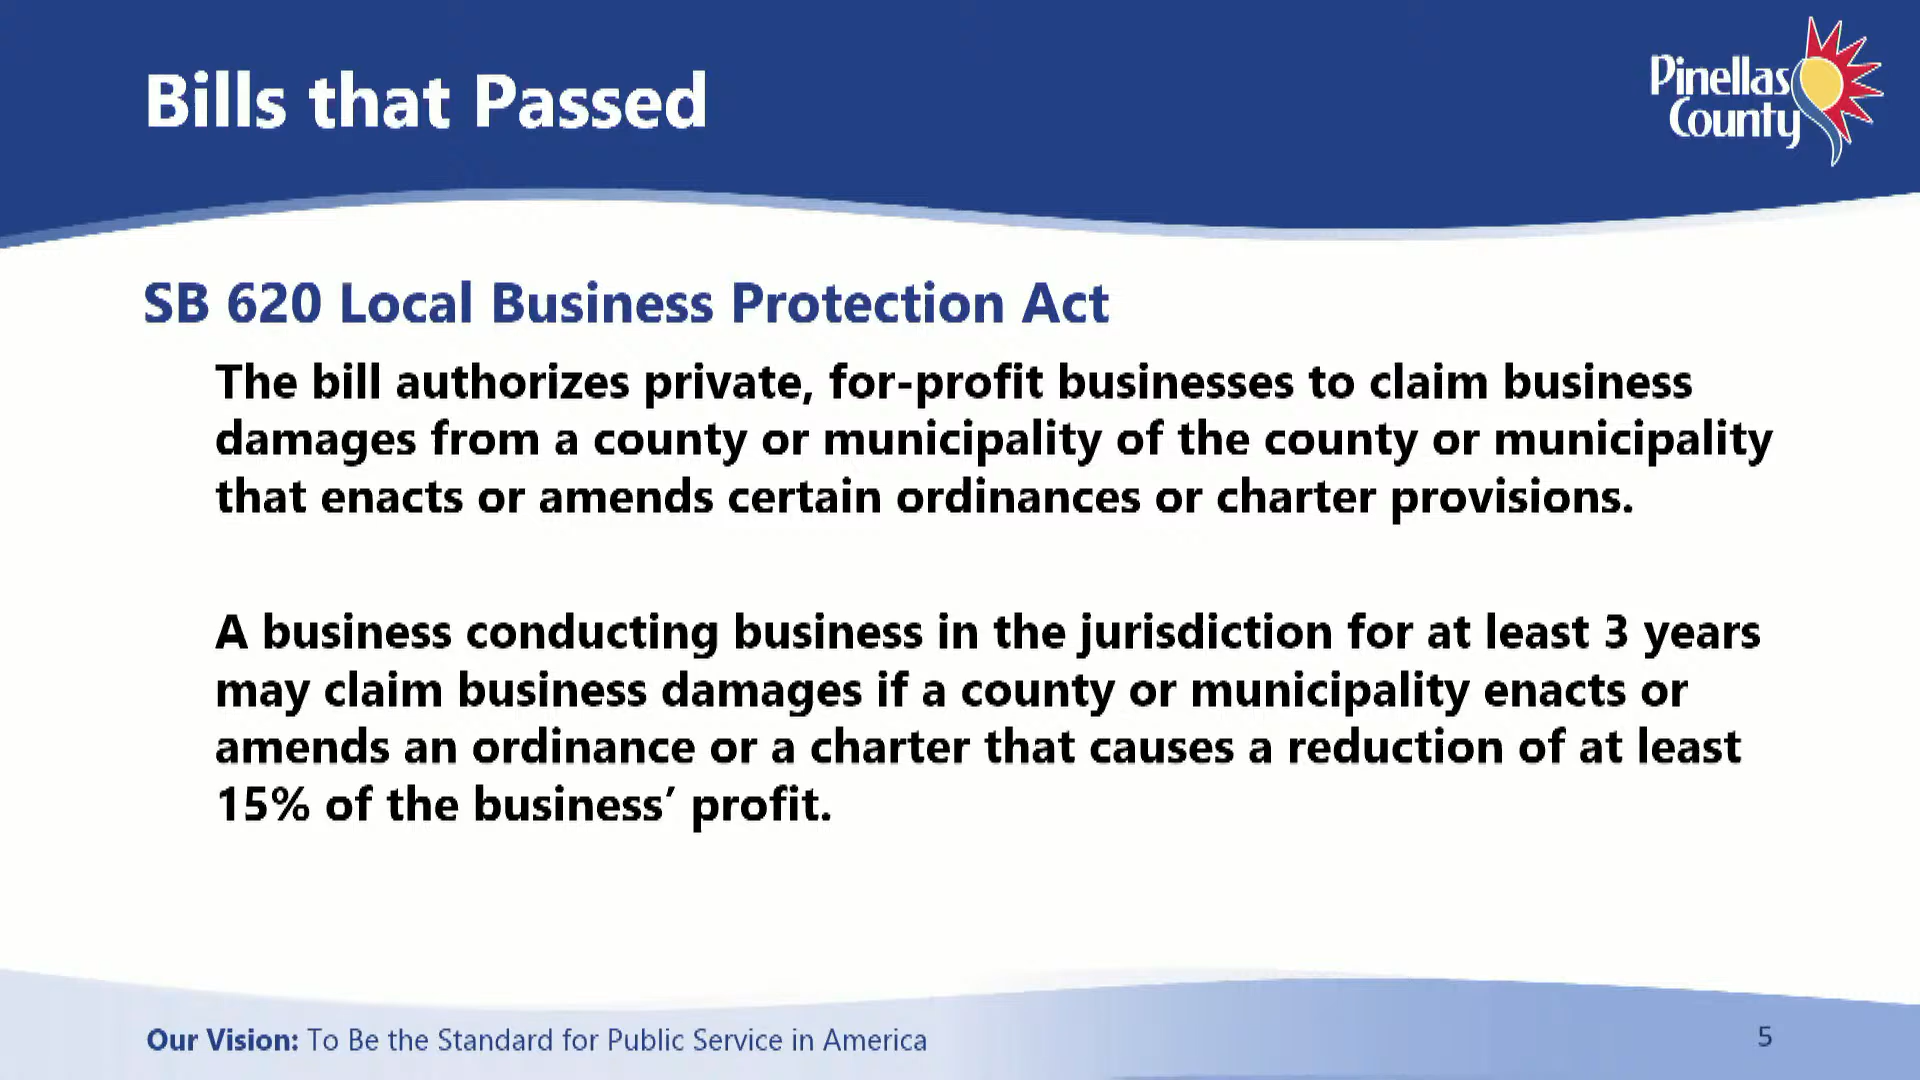 Bills that Passed
Pinellas
County
SB 620 Local Business Protection Act
The bill authorizes private, for-profit businesses to claim business
damages from a county or municipality of the county or municipality
that enacts or amends certain ordinances or charter provisions.
A business conducting business in the jurisdiction for at least 3 years
may claim business damages if a county or municipality enacts or
amends an ordinance or a charter that causes a reduction of at least
15% of the business’ profit.
Our Vision: To Be the Standard for Public Service in America
5